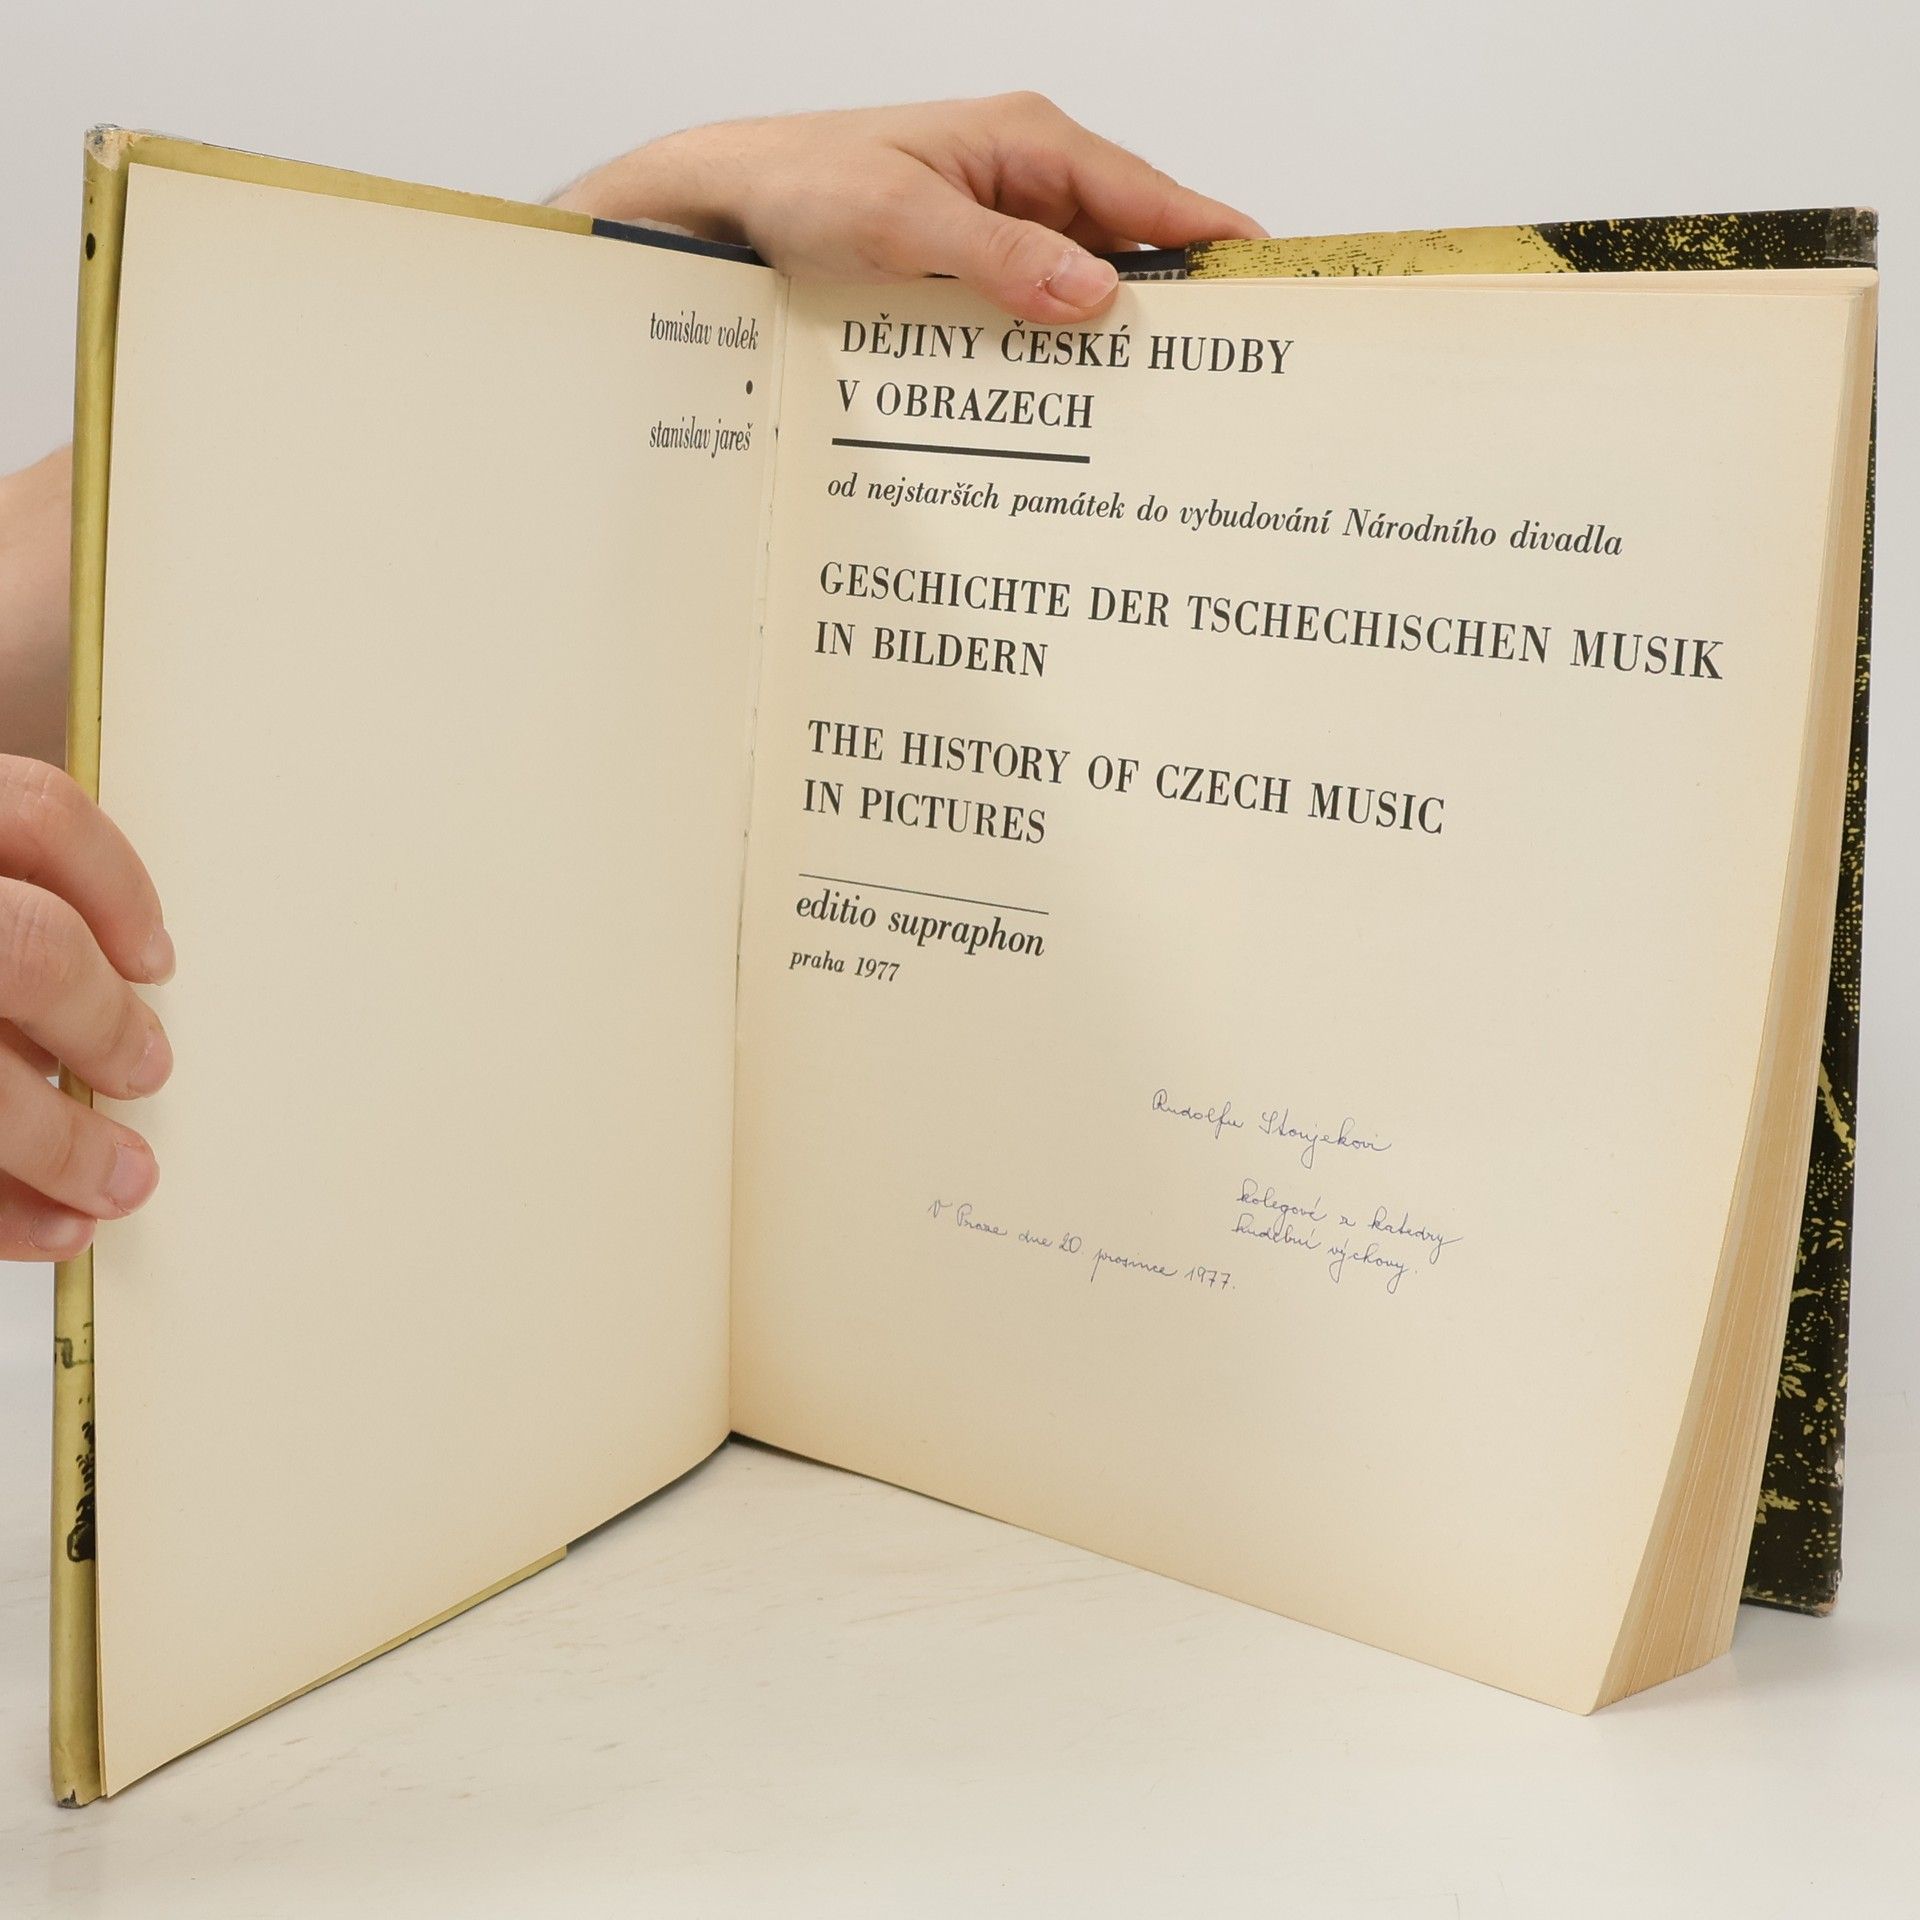 tomislav volek
•
stanislav jareš
DĚJINY ČESKÉ HUDBY
V OBRAZECH
od nejstarších památek do vybudování Národního divadla
GESCHICHTE DER TSCHECHISCHEN MUSIK
IN BILDERN
THE HISTORY OF CZECH MUSIC
IN PICTURES
editio supraphon
praha 1977
Rudolfu
kolegové z katedry
hudební výchovy.
V Praze dne 20. prosince 1977.